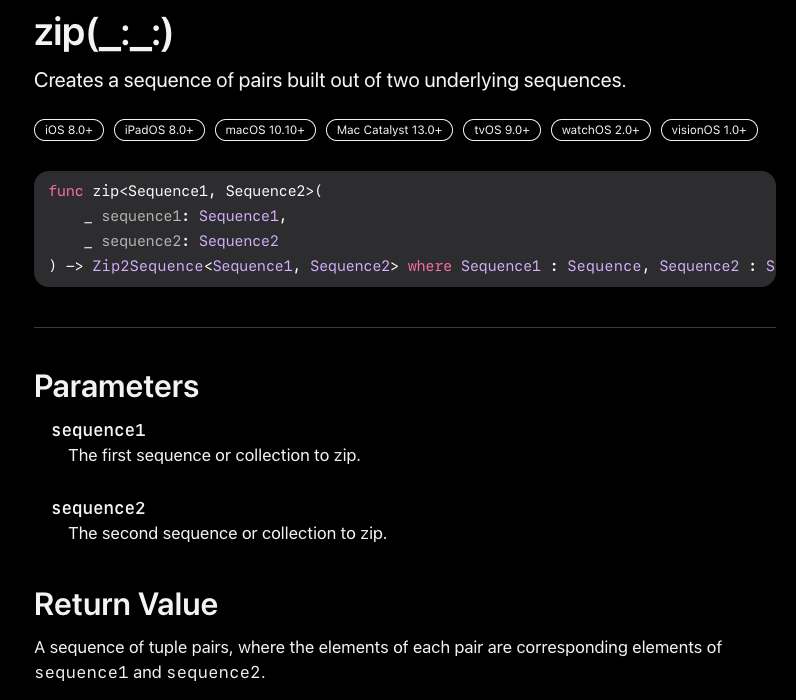 zip(_:_:)
Creates a sequence of pairs built out of two underlying sequences.
iOS 8.0+ iPadOS 8.0+ macOS 10.10+ Mac Catalyst 13.0+ tvOS 9.0+ watchOS 2.0+ visionOS 1.0+
func zip<Sequence1, Sequence2>(
    _ sequence1: Sequence1,
    _ sequence2: Sequence2
) -> Zip2Sequence<Sequence1, Sequence2> where Sequence1 : Sequence, Sequence2 : S
Parameters
sequence1
The first sequence or collection to zip.
sequence2
The second sequence or collection to zip.
Return Value
A sequence of tuple pairs, where the elements of each pair are corresponding elements of
sequence1 and sequence2.